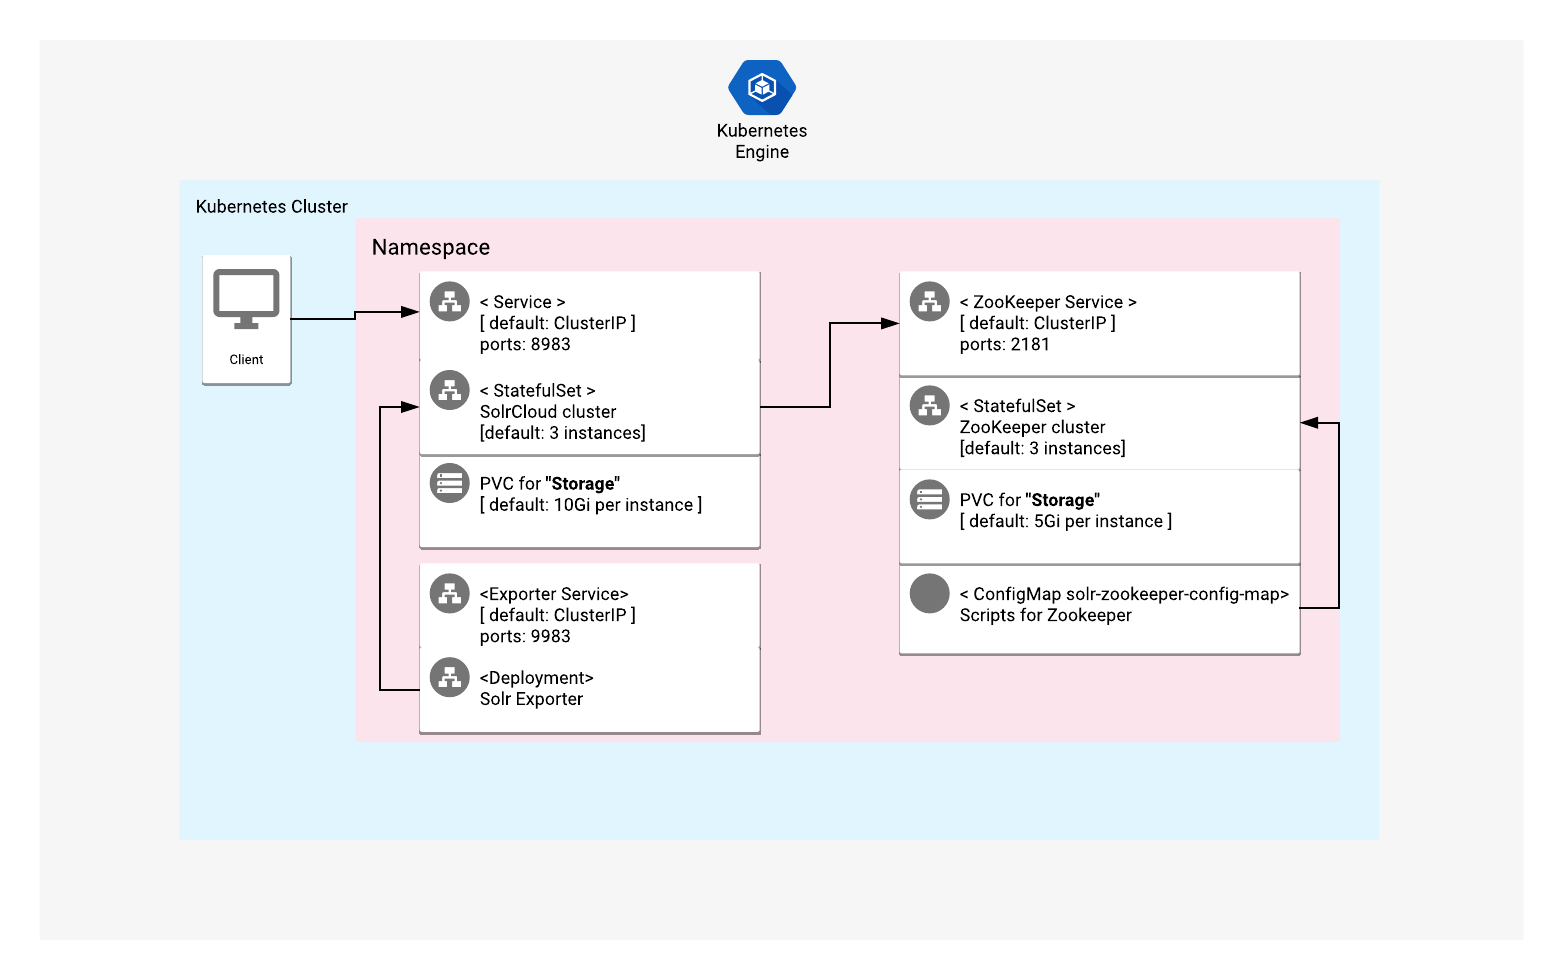 Kubernetes
Engine
Kubernetes Cluster
Namespace
Client
< Service >
[ default: ClusterIP ]
ports: 8983
< StatefulSet >
SolrCloud cluster
[default: 3 instances]
PVC for "Storage"
[ default: 10Gi per instance ]
<Exporter Service>
[ default: ClusterIP ]
ports: 9983
<Deployment>
Solr Exporter
< ZooKeeper Service >
[ default: ClusterIP ]
ports: 2181
< StatefulSet >
ZooKeeper cluster
[default: 3 instances]
PVC for "Storage"
[ default: 5Gi per instance ]
< ConfigMap solr-zookeeper-config-map>
Scripts for Zookeeper